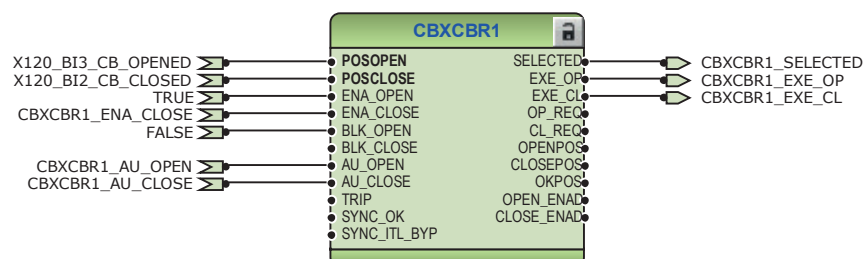 CBXCBR1
X120_BI3_CB_OPENED POSOPEN SELECTED CBXCBR1_SELECTED
X120_BI2_CB_CLOSED POSCLOSE EXE_OP CBXCBR1_EXE_OP
TRUE ENA_OPEN EXE_CL CBXCBR1_EXE_CL
CBXCBR1_ENA_CLOSE ENA_CLOSE OP_REQ
FALSE BLK_OPEN CL_REQ
BLK_CLOSE OPENPOS
CBXCBR1_AU_OPEN AU_OPEN CLOSEPOS
CBXCBR1_AU_CLOSE AU_CLOSE OKPOS
TRIP OPEN_ENAD
SYNC_OK CLOSE_ENAD
SYNC_ITL_BYP